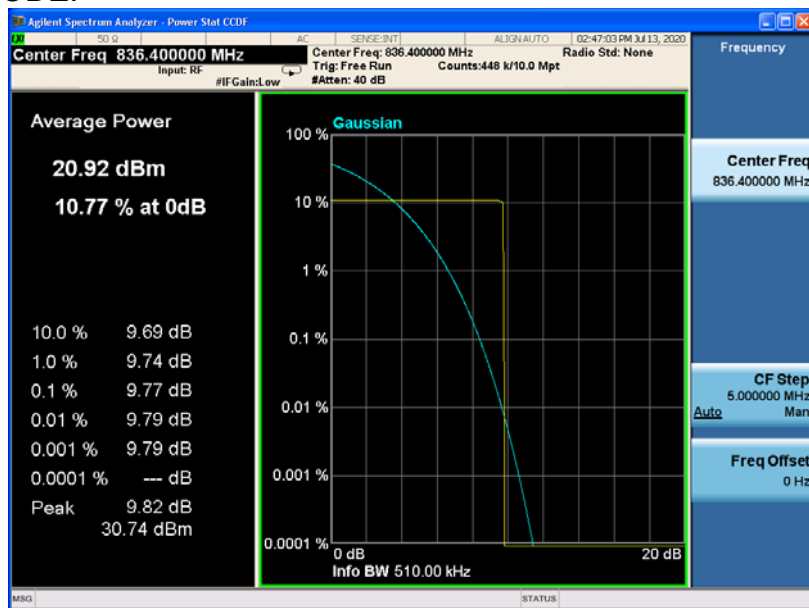 Agilent Spectrum Analyzer - Power Stat CCDF
50 Ω AC SENSE:INT ALIGN AUTO 02:47:03 PM Jul 13, 2020
Center Freq 836.400000 MHz
Input: RF
#IFGain:Low
Center Freq: 836.400000 MHz Radio Std: None
Trig: Free Run Counts:448 k/10.0 Mpt
#Atten: 40 dB
Frequency
Center Freq
836.400000 MHz
CF Step
5.000000 MHz
Auto Man
Freq Offset
0 Hz
Average Power
20.92 dBm
10.77 % at 0dB
10.0 % 9.69 dB
1.0 % 9.74 dB
0.1 % 9.77 dB
0.01 % 9.79 dB
0.001 % 9.79 dB
0.0001 % --- dB
Peak 9.82 dB
30.74 dBm
Gaussian
100 %
10 %
1 %
0.1 %
0.01 %
0.001 %
0.0001 %
0 dB 20 dB
Info BW 510.00 kHz
MSG STATUS